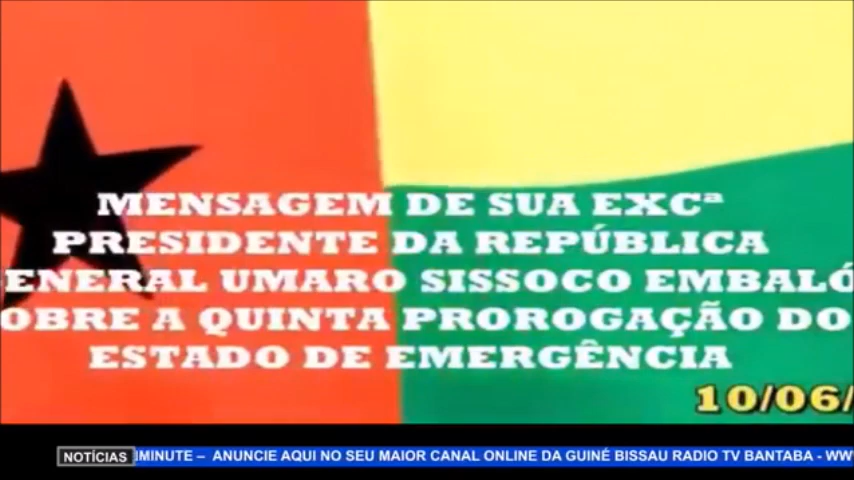 MENSAGEM DE SUA EXCª
PRESIDENTE DA REPÚBLICA
ENERAL UMARO SISSOCO EMBALÓ
OBRE A QUINTA PROROGAÇÃO DO
ESTADO DE EMERGÊNCIA
10/06/
NOTÍCIAS IMINUTE – ANUNCIE AQUI NO SEU MAIOR CANAL ONLINE DA GUINÉ BISSAU RADIO TV BANTABA - WW